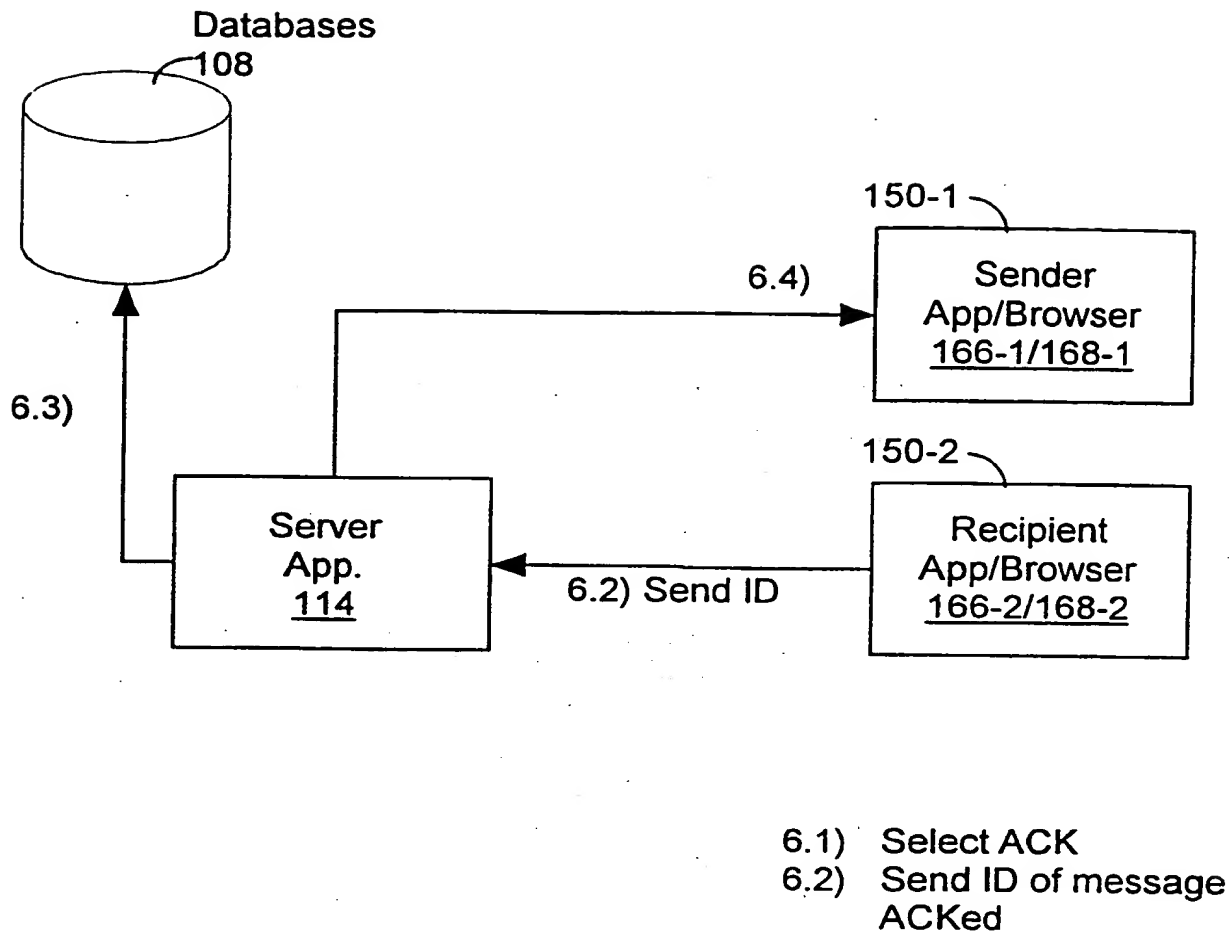 Databases
108
150-1
Sender
App/Browser
166-1/168-1
6.4)
6.3)
150-2
Server
App.
114
Recipient
App/Browser
166-2/168-2
6.2) Send ID
6.1) Select ACK
6.2) Send ID of message
ACKed